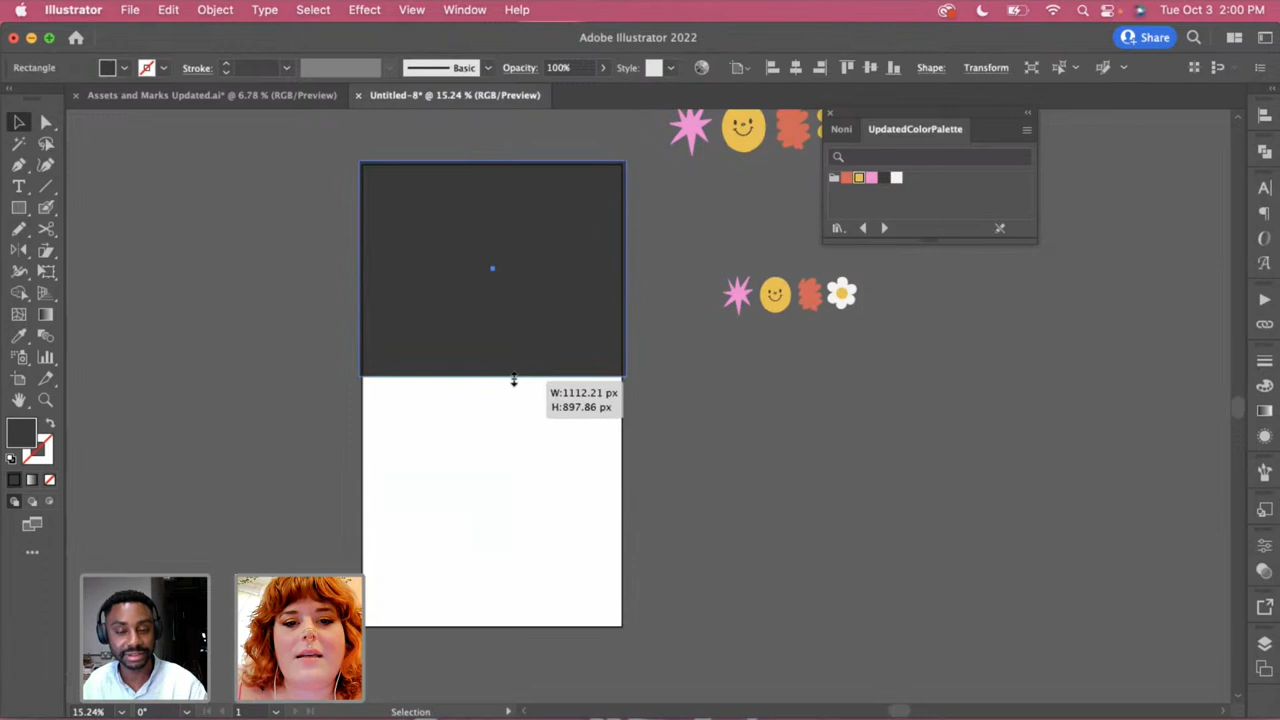 Illustrator File Edit Object Type Select Effect View Window Help Tue Oct 3 2:00 PM
Adobe Illustrator 2022 Share
Rectangle Stroke: Basic Opacity: 100% Style: Shape: Transform
Assets and Marks Updated.ai* @ 6.78 % (RGB/Preview) Untitled-8* @ 15.24 % (RGB/Preview)
Noni UpdatedColorPalette
W:1112.21 px
H:897.86 px
15.24% 0° 1 Selection